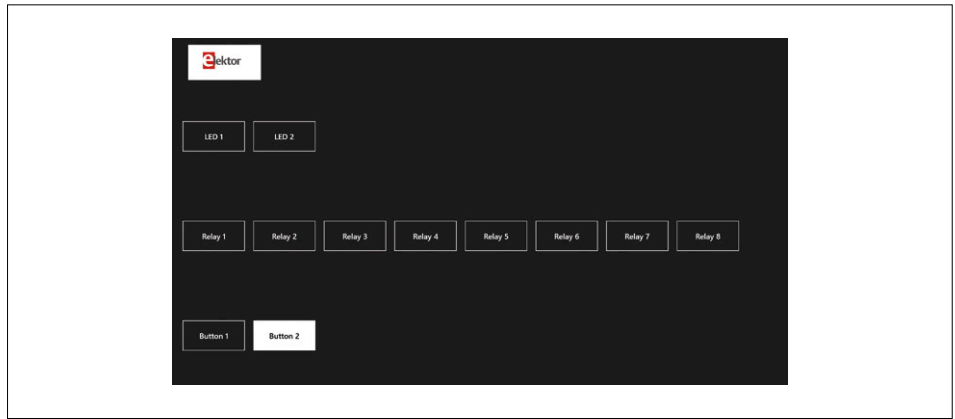 eektor
LED 1 LED 2
Relay 1 Relay 2 Relay 3 Relay 4 Relay 5 Relay 6 Relay 7 Relay 8
Button 1 Button 2